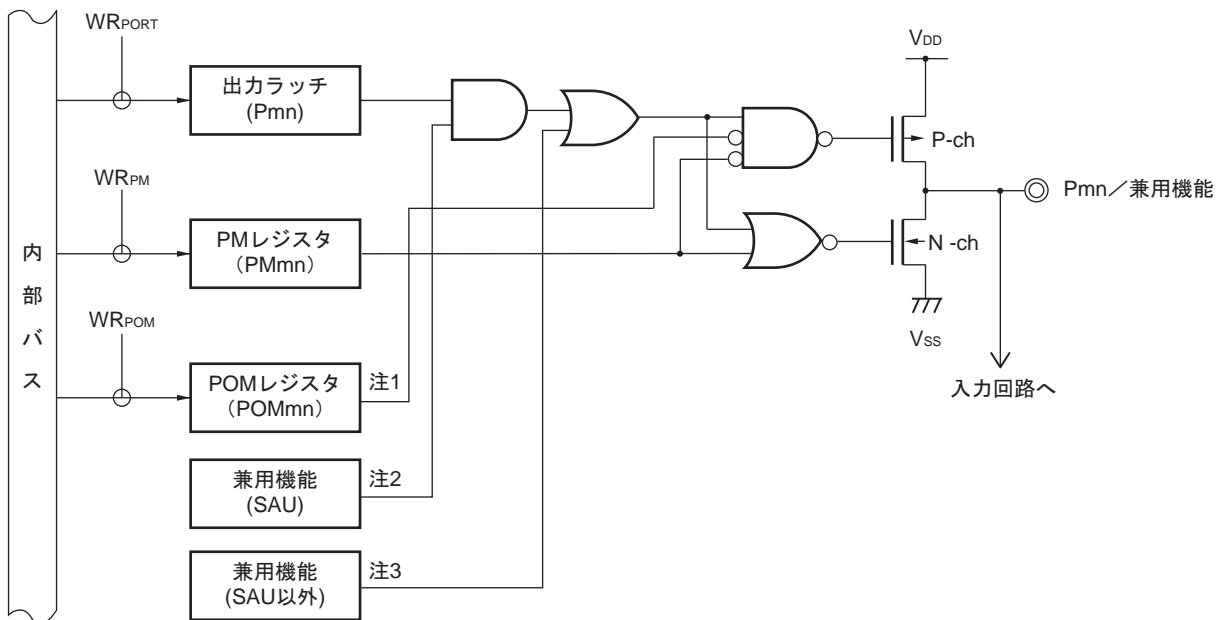 WRPORT
出力ラッチ
(Pmn)
WRPM
PMレジスタ
（PMmn）
WRPOM
POMレジスタ
（POMmn）
注1
兼用機能
(SAU)
注2
兼用機能
(SAU以外)
注3
内部バス
VDD
P-ch
Pmn／兼用機能
N -ch
VSS
入力回路へ